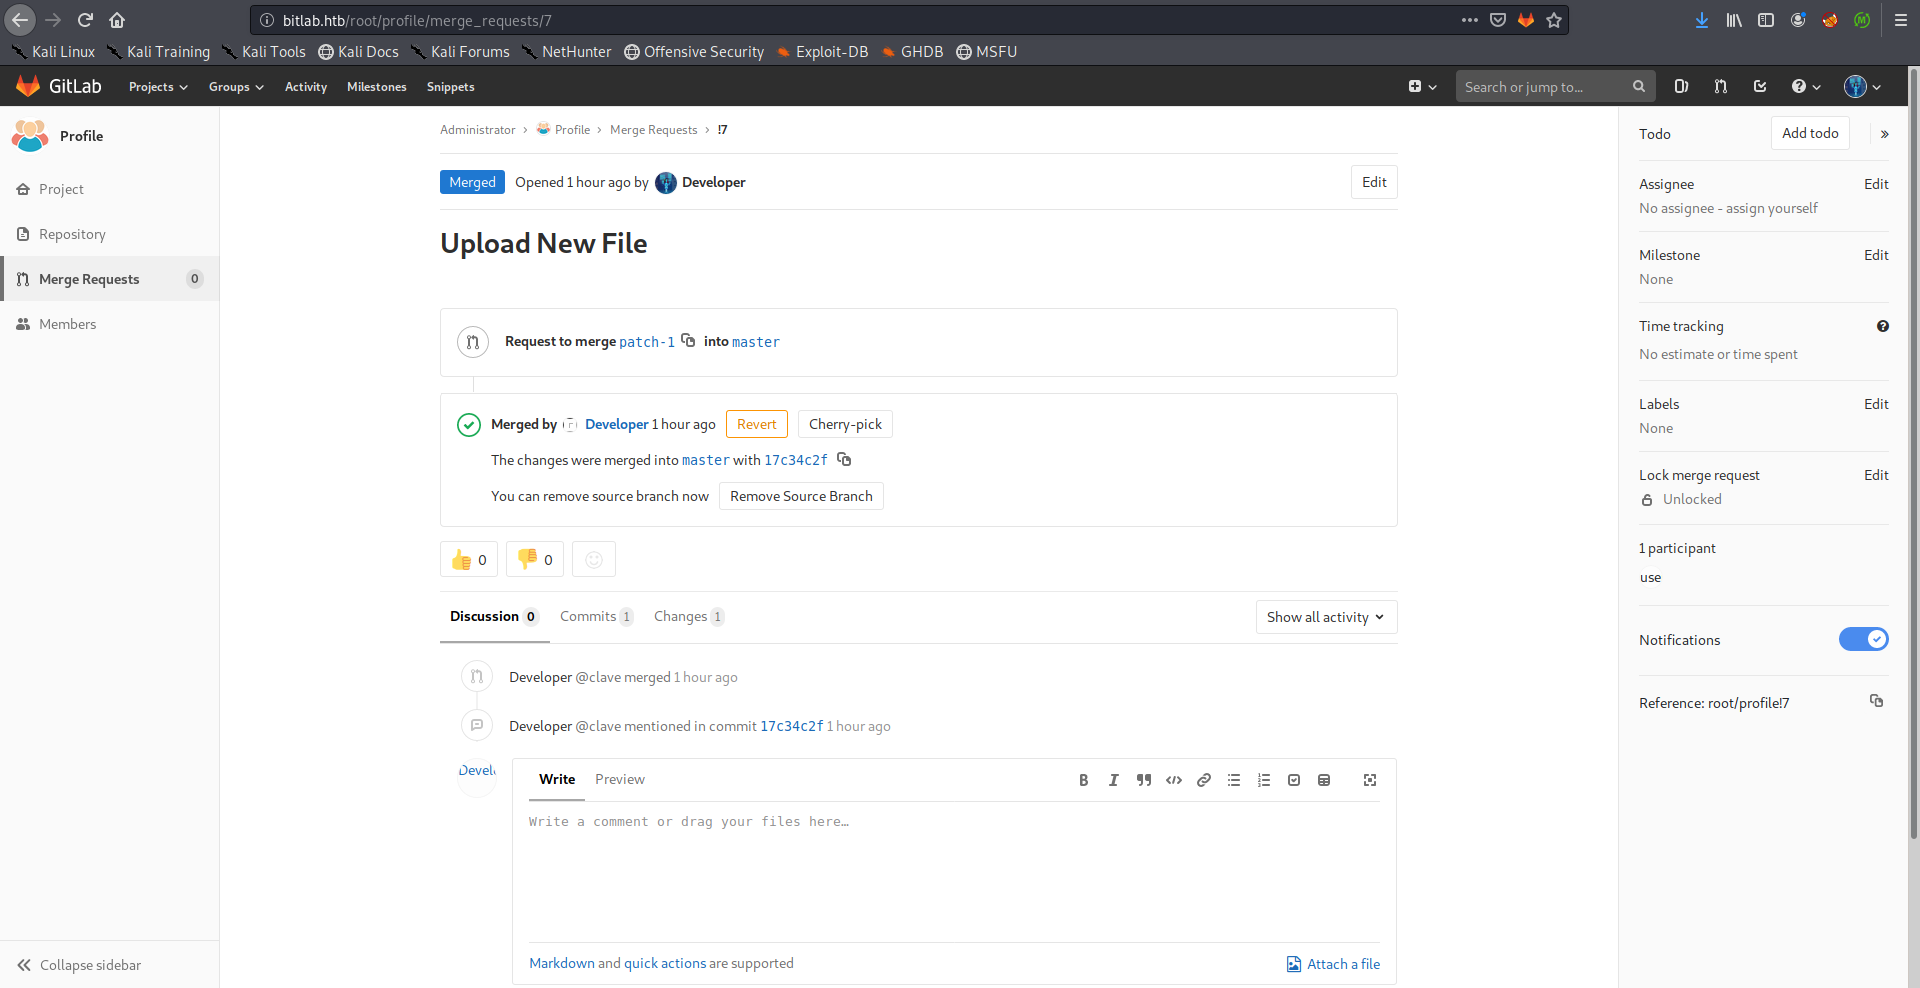 bitlab.htb/root/profile/merge_requests/7
Kali Linux Kali Training Kali Tools Kali Docs Kali Forums NetHunter Offensive Security Exploit-DB GHDB MSFU
GitLab Projects Groups Activity Milestones Snippets Search or jump to...
Profile
Project
Repository
Merge Requests 0
Members
Collapse sidebar
Administrator › Profile › Merge Requests › !7
Merged Opened 1 hour ago by Developer Edit
Upload New File
Request to merge patch-1 into master
Merged by Developer 1 hour ago Revert Cherry-pick
The changes were merged into master with 17c34c2f
You can remove source branch now Remove Source Branch
0 0
Discussion 0 Commits 1 Changes 1 Show all activity
Developer @clave merged 1 hour ago
Developer @clave mentioned in commit 17c34c2f 1 hour ago
Write Preview
Write a comment or drag your files here…
Markdown and quick actions are supported Attach a file
Todo Add todo »
Assignee Edit
No assignee - assign yourself
Milestone Edit
None
Time tracking
No estimate or time spent
Labels Edit
None
Lock merge request Edit
Unlocked
1 participant
use
Notifications
Reference: root/profile!7